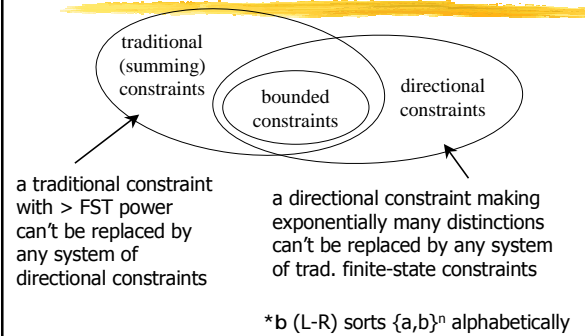 traditional
(summing)
constraints
bounded
constraints
directional
constraints
a traditional constraint
with > FST power
can't be replaced by
any system of
directional constraints
a directional constraint making
exponentially many distinctions
can't be replaced by any system
of trad. finite-state constraints
*b (L-R) sorts {a,b}ⁿ alphabetically